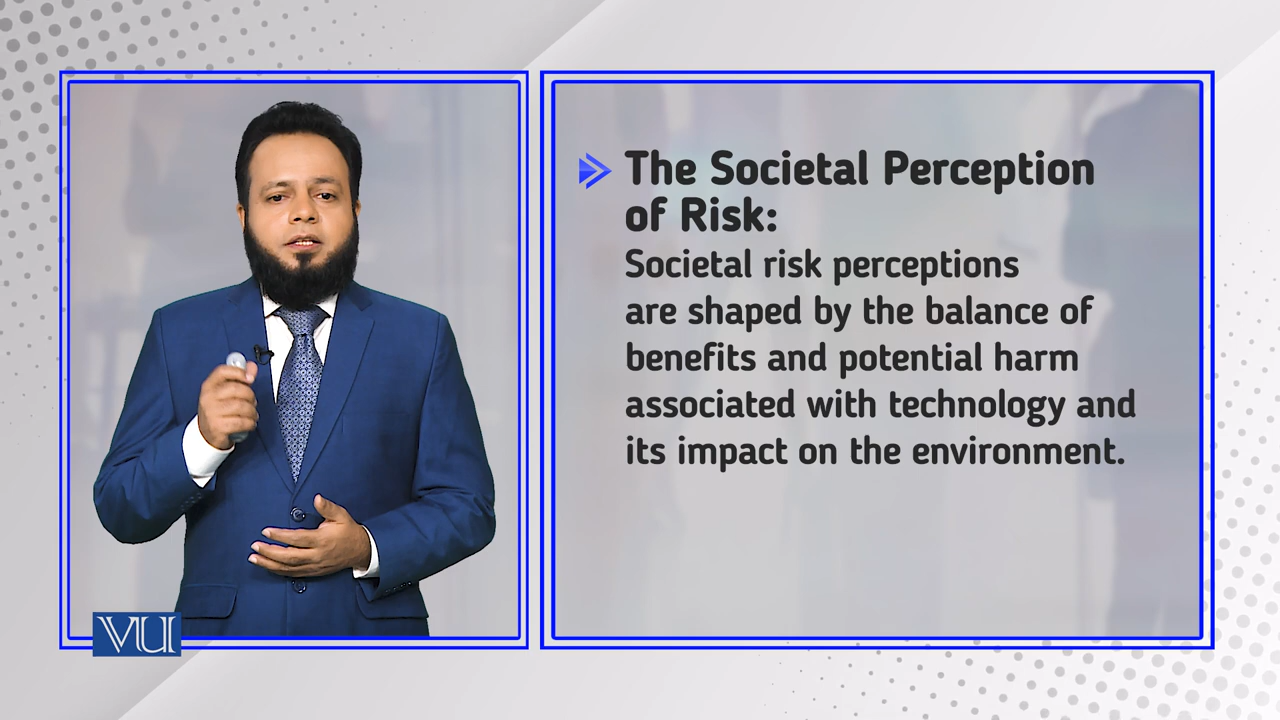 The Societal Perception
of Risk:
Societal risk perceptions
are shaped by the balance of
benefits and potential harm
associated with technology and
its impact on the environment.
VU